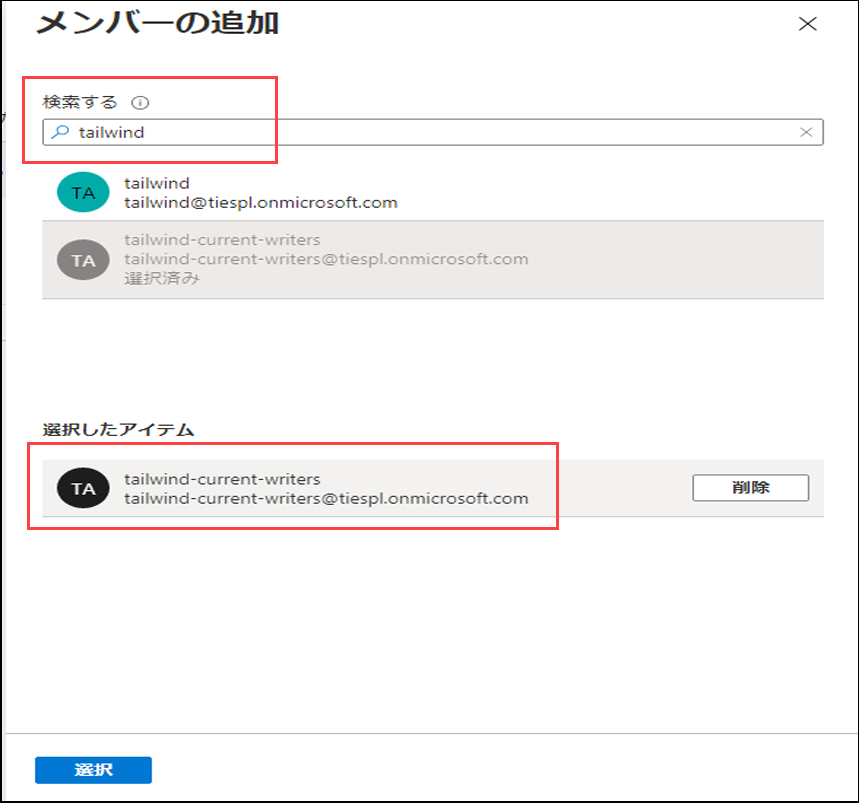 メンバーの追加
検索する
tailwind
TA
tailwind
tailwind@tiespl.onmicrosoft.com
TA
tailwind-current-writers
tailwind-current-writers@tiespl.onmicrosoft.com
選択済み
選択したアイテム
TA
tailwind-current-writers
tailwind-current-writers@tiespl.onmicrosoft.com
削除
選択